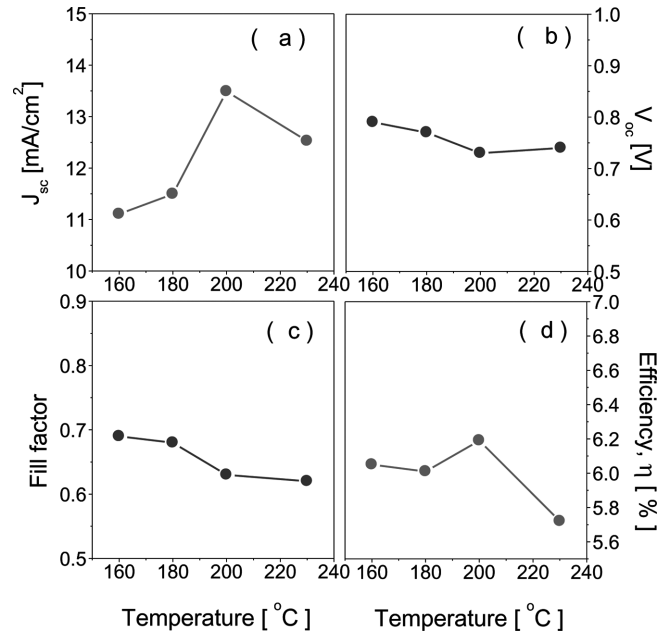 ( a )
15
14
13
12
11
10
J_sc [mA/cm²]
160 180 200 220 240
( b )
1.0
0.9
0.8
0.7
0.6
0.5
V_oc [V]
160 180 200 220 240
( c )
0.9
0.8
0.7
0.6
0.5
Fill factor
160 180 200 220 240
Temperature [ °C ]
( d )
7.0
6.8
6.6
6.4
6.2
6.0
5.8
5.6
Efficiency, η [ % ]
160 180 200 220 240
Temperature [ °C ]